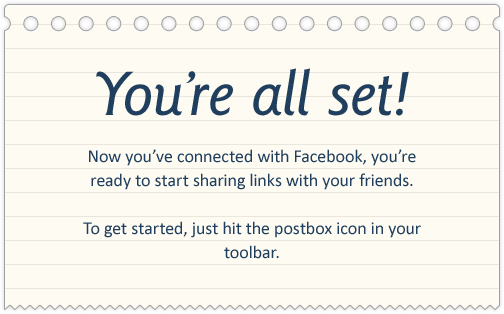 You’re all set!
Now you’ve connected with Facebook, you’re
ready to start sharing links with your friends.
To get started, just hit the postbox icon in your
toolbar.